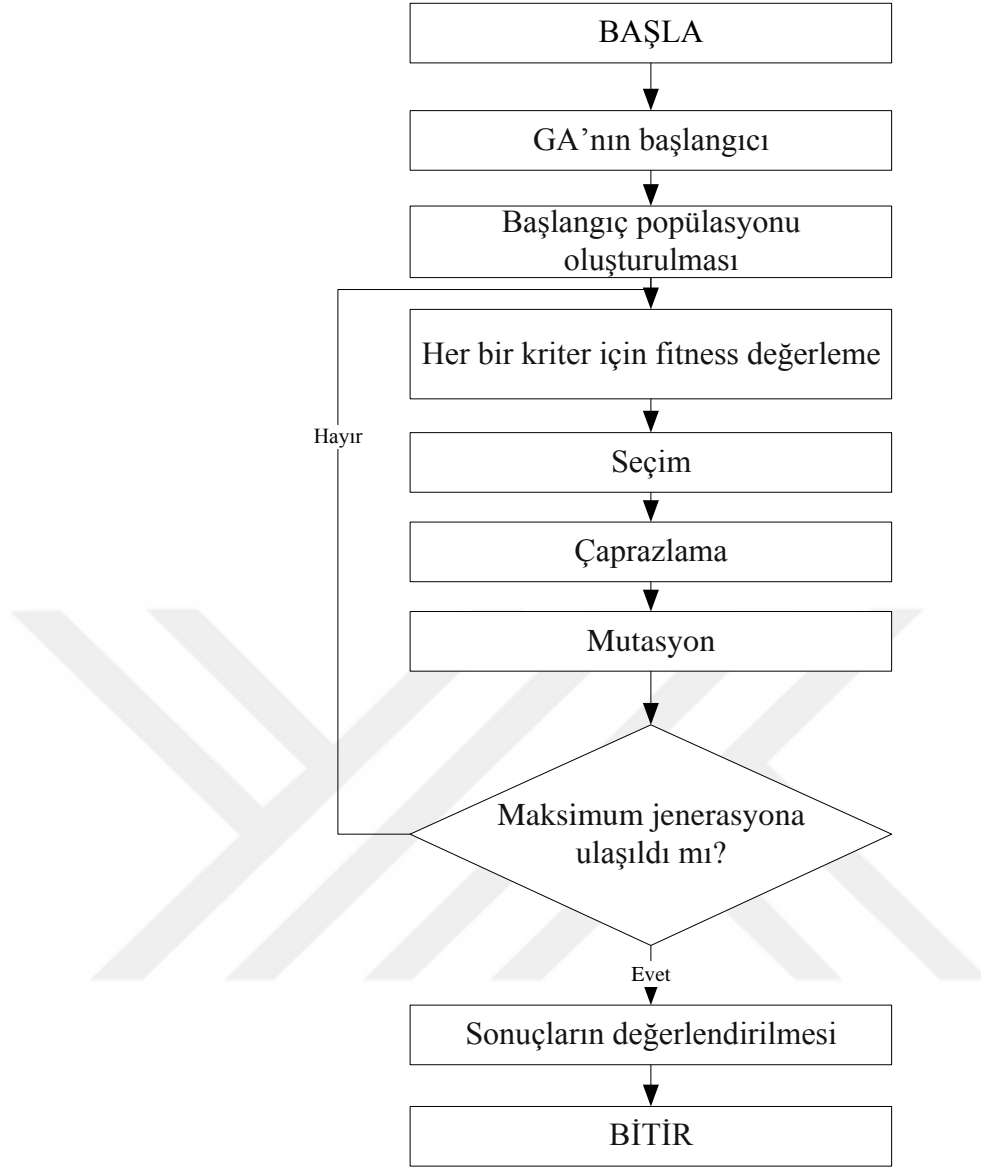 BAŞLA
GA’nın başlangıcı
Başlangıç popülasyonu
oluşturulması
Her bir kriter için fitness değerleme
Hayır
Seçim
Çaprazlama
Mutasyon
Maksimum jenerasyona
ulaşıldı mı?
Evet
Sonuçların değerlendirilmesi
BİTİR